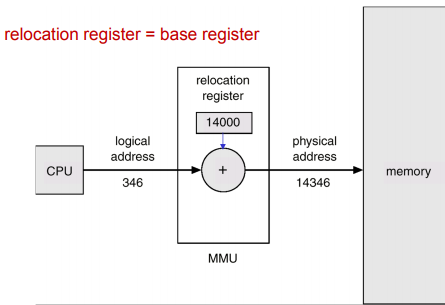 relocation register = base register
relocation
register
14000
logical
address
346
CPU
+
physical
address
14346
memory
MMU